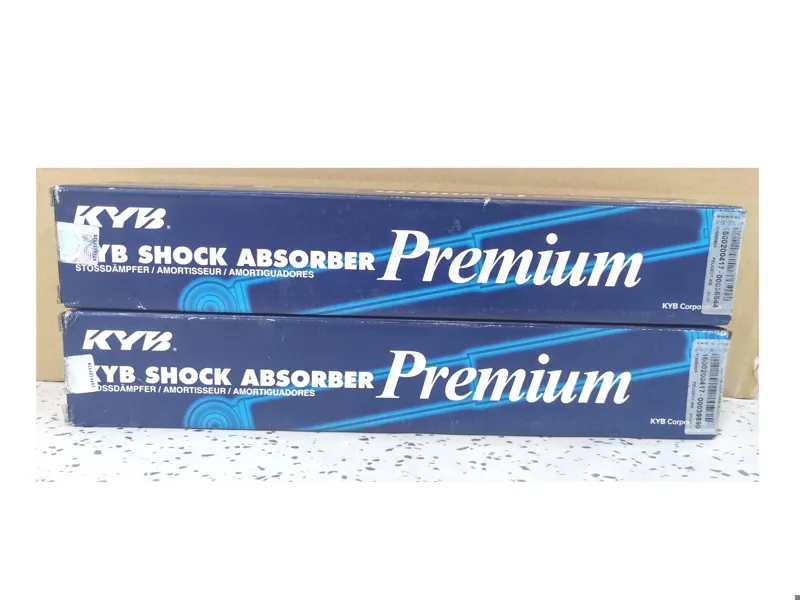 KYB®
KYB SHOCK ABSORBER
STOSSDÄMPFER / AMORTISSEUR / AMORTIGUADORES
Premium
KYB Corpo
KYB®
KYB SHOCK ABSORBER
OSSDÄMPFER / AMORTISSEUR / AMORTIGUADORES
Premium
KYB Corpo